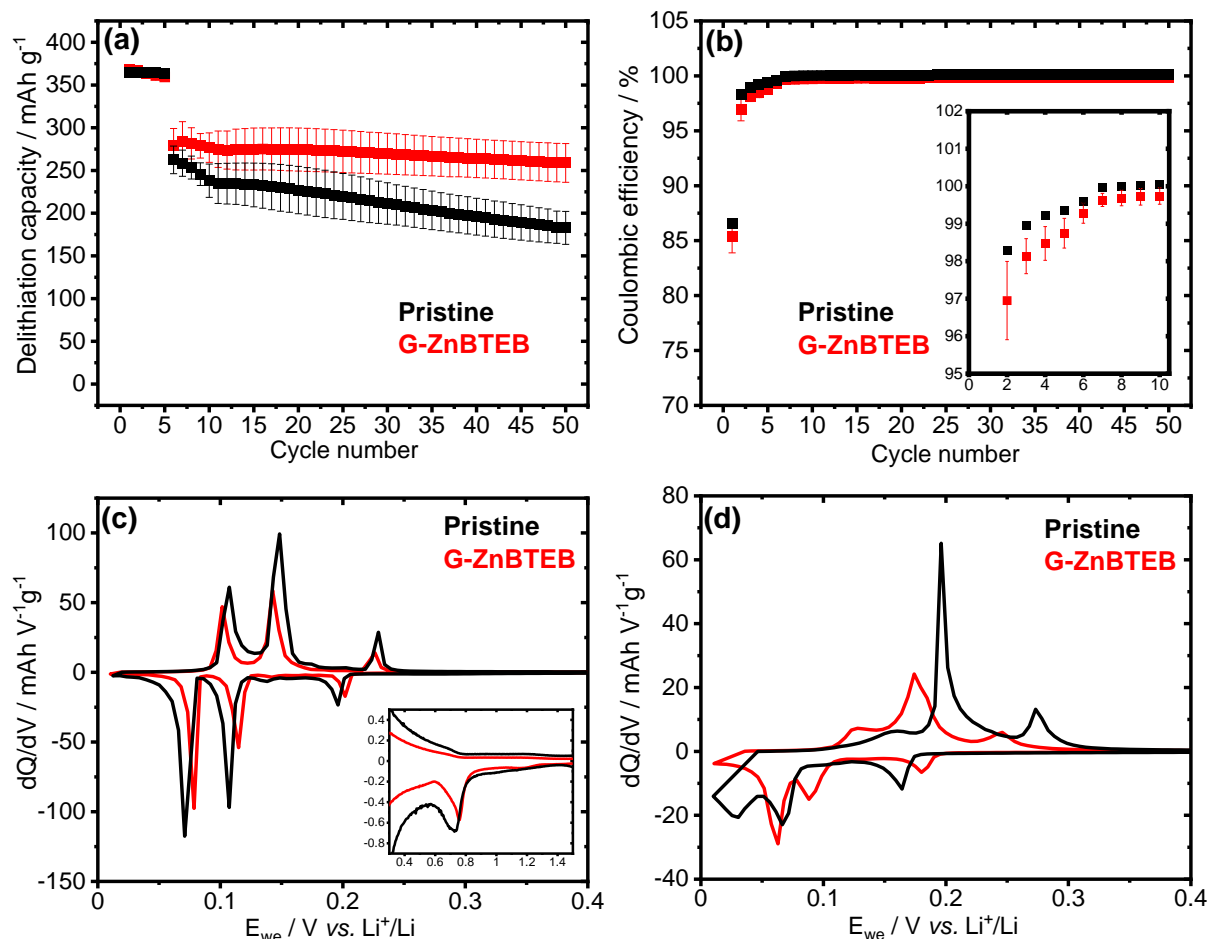 (a)
Delithiation capacity / mAh g⁻¹
400
350
300
250
200
150
100
50
0
Pristine
G-ZnBTEB
0 5 10 15 20 25 30 35 40 45 50
Cycle number
(b)
Coulombic efficiency / %
105
100
95
90
85
80
75
70
Pristine
G-ZnBTEB
102
101
100
99
98
97
96
95
0 2 4 6 8 10
0 5 10 15 20 25 30 35 40 45 50
Cycle number
(c)
dQ/dV / mAh V⁻¹g⁻¹
100
50
0
-50
-100
-150
Pristine
G-ZnBTEB
0.4
0.2
0
-0.2
-0.4
-0.6
-0.8
0.4 0.6 0.8 1 1.2 1.4
0 0.1 0.2 0.3 0.4
E_we / V vs. Li⁺/Li
(d)
dQ/dV / mAh V⁻¹g⁻¹
80
60
40
20
0
-20
-40
Pristine
G-ZnBTEB
0 0.1 0.2 0.3 0.4
E_we / V vs. Li⁺/Li